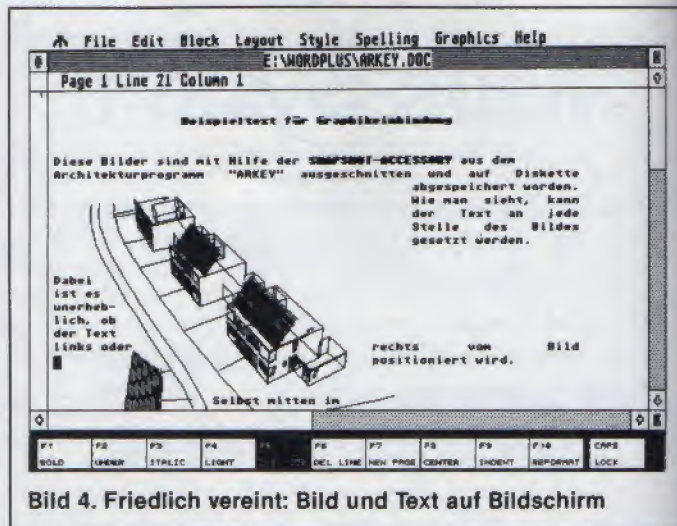 File Edit Block Layout Style Spelling Graphics Help
E:\WORDPLUS\ARKEY.DOC
Page 1 Line 21 Column 1
Beispieltext für Graphikeinbindung
Diese Bilder sind mit Hilfe der SNAPSHOT-ACCESSORY aus dem
Architekturprogramm "ARKEY" ausgeschnitten und auf Diskette
abgespeichert worden.
Wie man sieht, kann
der Text an jede
Stelle des Bildes
gesetzt werden.
Dabei
ist es
unerheb-
lich, ob
der Text
links oder
rechts vom Bild
positioniert wird.
Selbst mitten im
F1 F2 F3 F4 F5 F6 F7 F8 F9 F10 CAPS
BOLD UNDER ITALIC LIGHT DEL LINE NEW PAGE CENTER INDENT REFORMAT LOCK
Bild 4. Friedlich vereint: Bild und Text auf Bildschirm